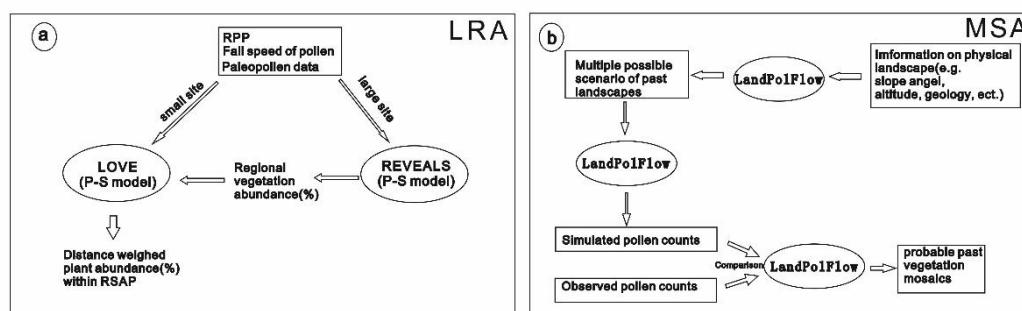 a
LRA
RPP
Fall speed of pollen
Paleopollen data
small site
large site
LOVE
(P-S model)
Regional
vegetation
abundance(%)
REVEALS
(P-S model)
Distance weighed
plant abundance(%)
within RSAP
b
MSA
Multiple possible
scenario of past
landscapes
LandPolFlow
Imformation on physical
landscape(e.g.
slope angel,
altitude, geology, ect.)
LandPolFlow
Simulated pollen counts
Comparison
Observed pollen counts
LandPolFlow
probable past
vegetation
mosaics